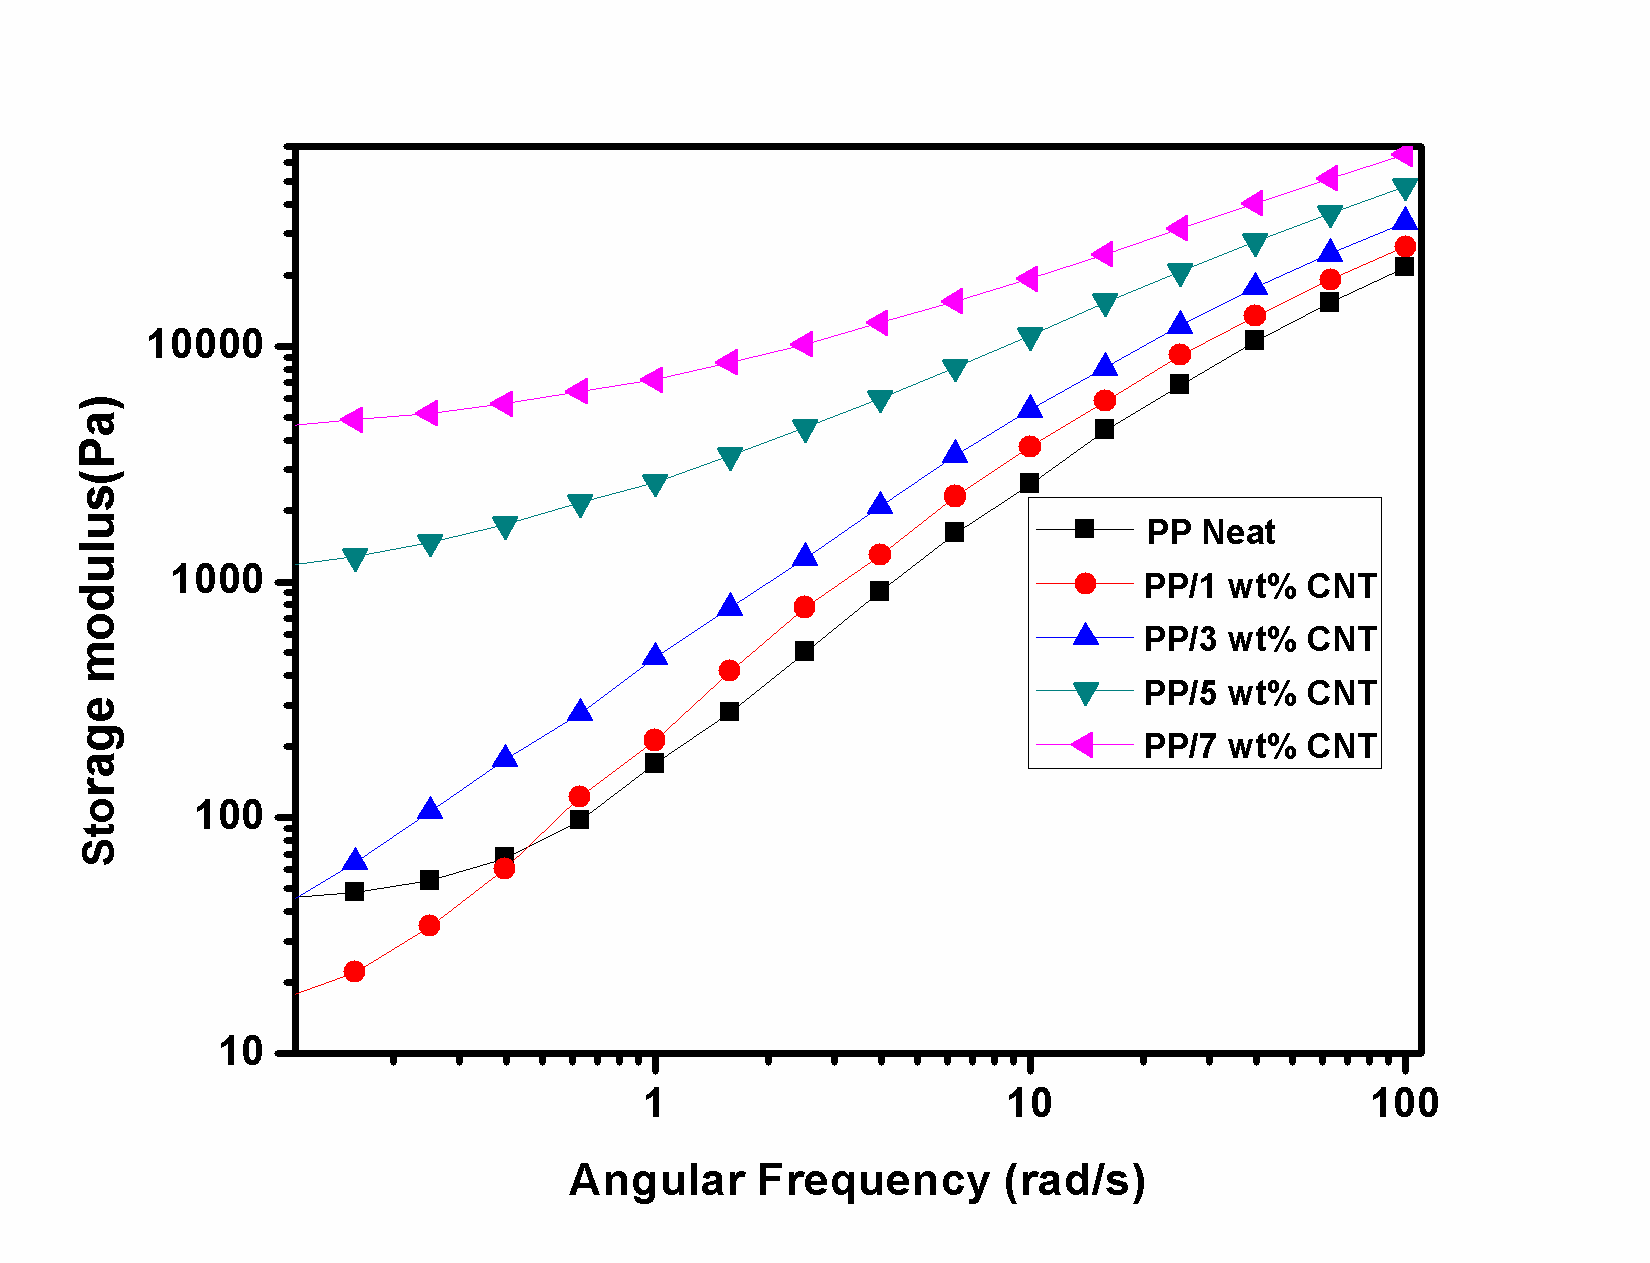 Storage modulus(Pa)
10000
1000
100
10
PP Neat
PP/1 wt% CNT
PP/3 wt% CNT
PP/5 wt% CNT
PP/7 wt% CNT
1
10
100
Angular Frequency (rad/s)